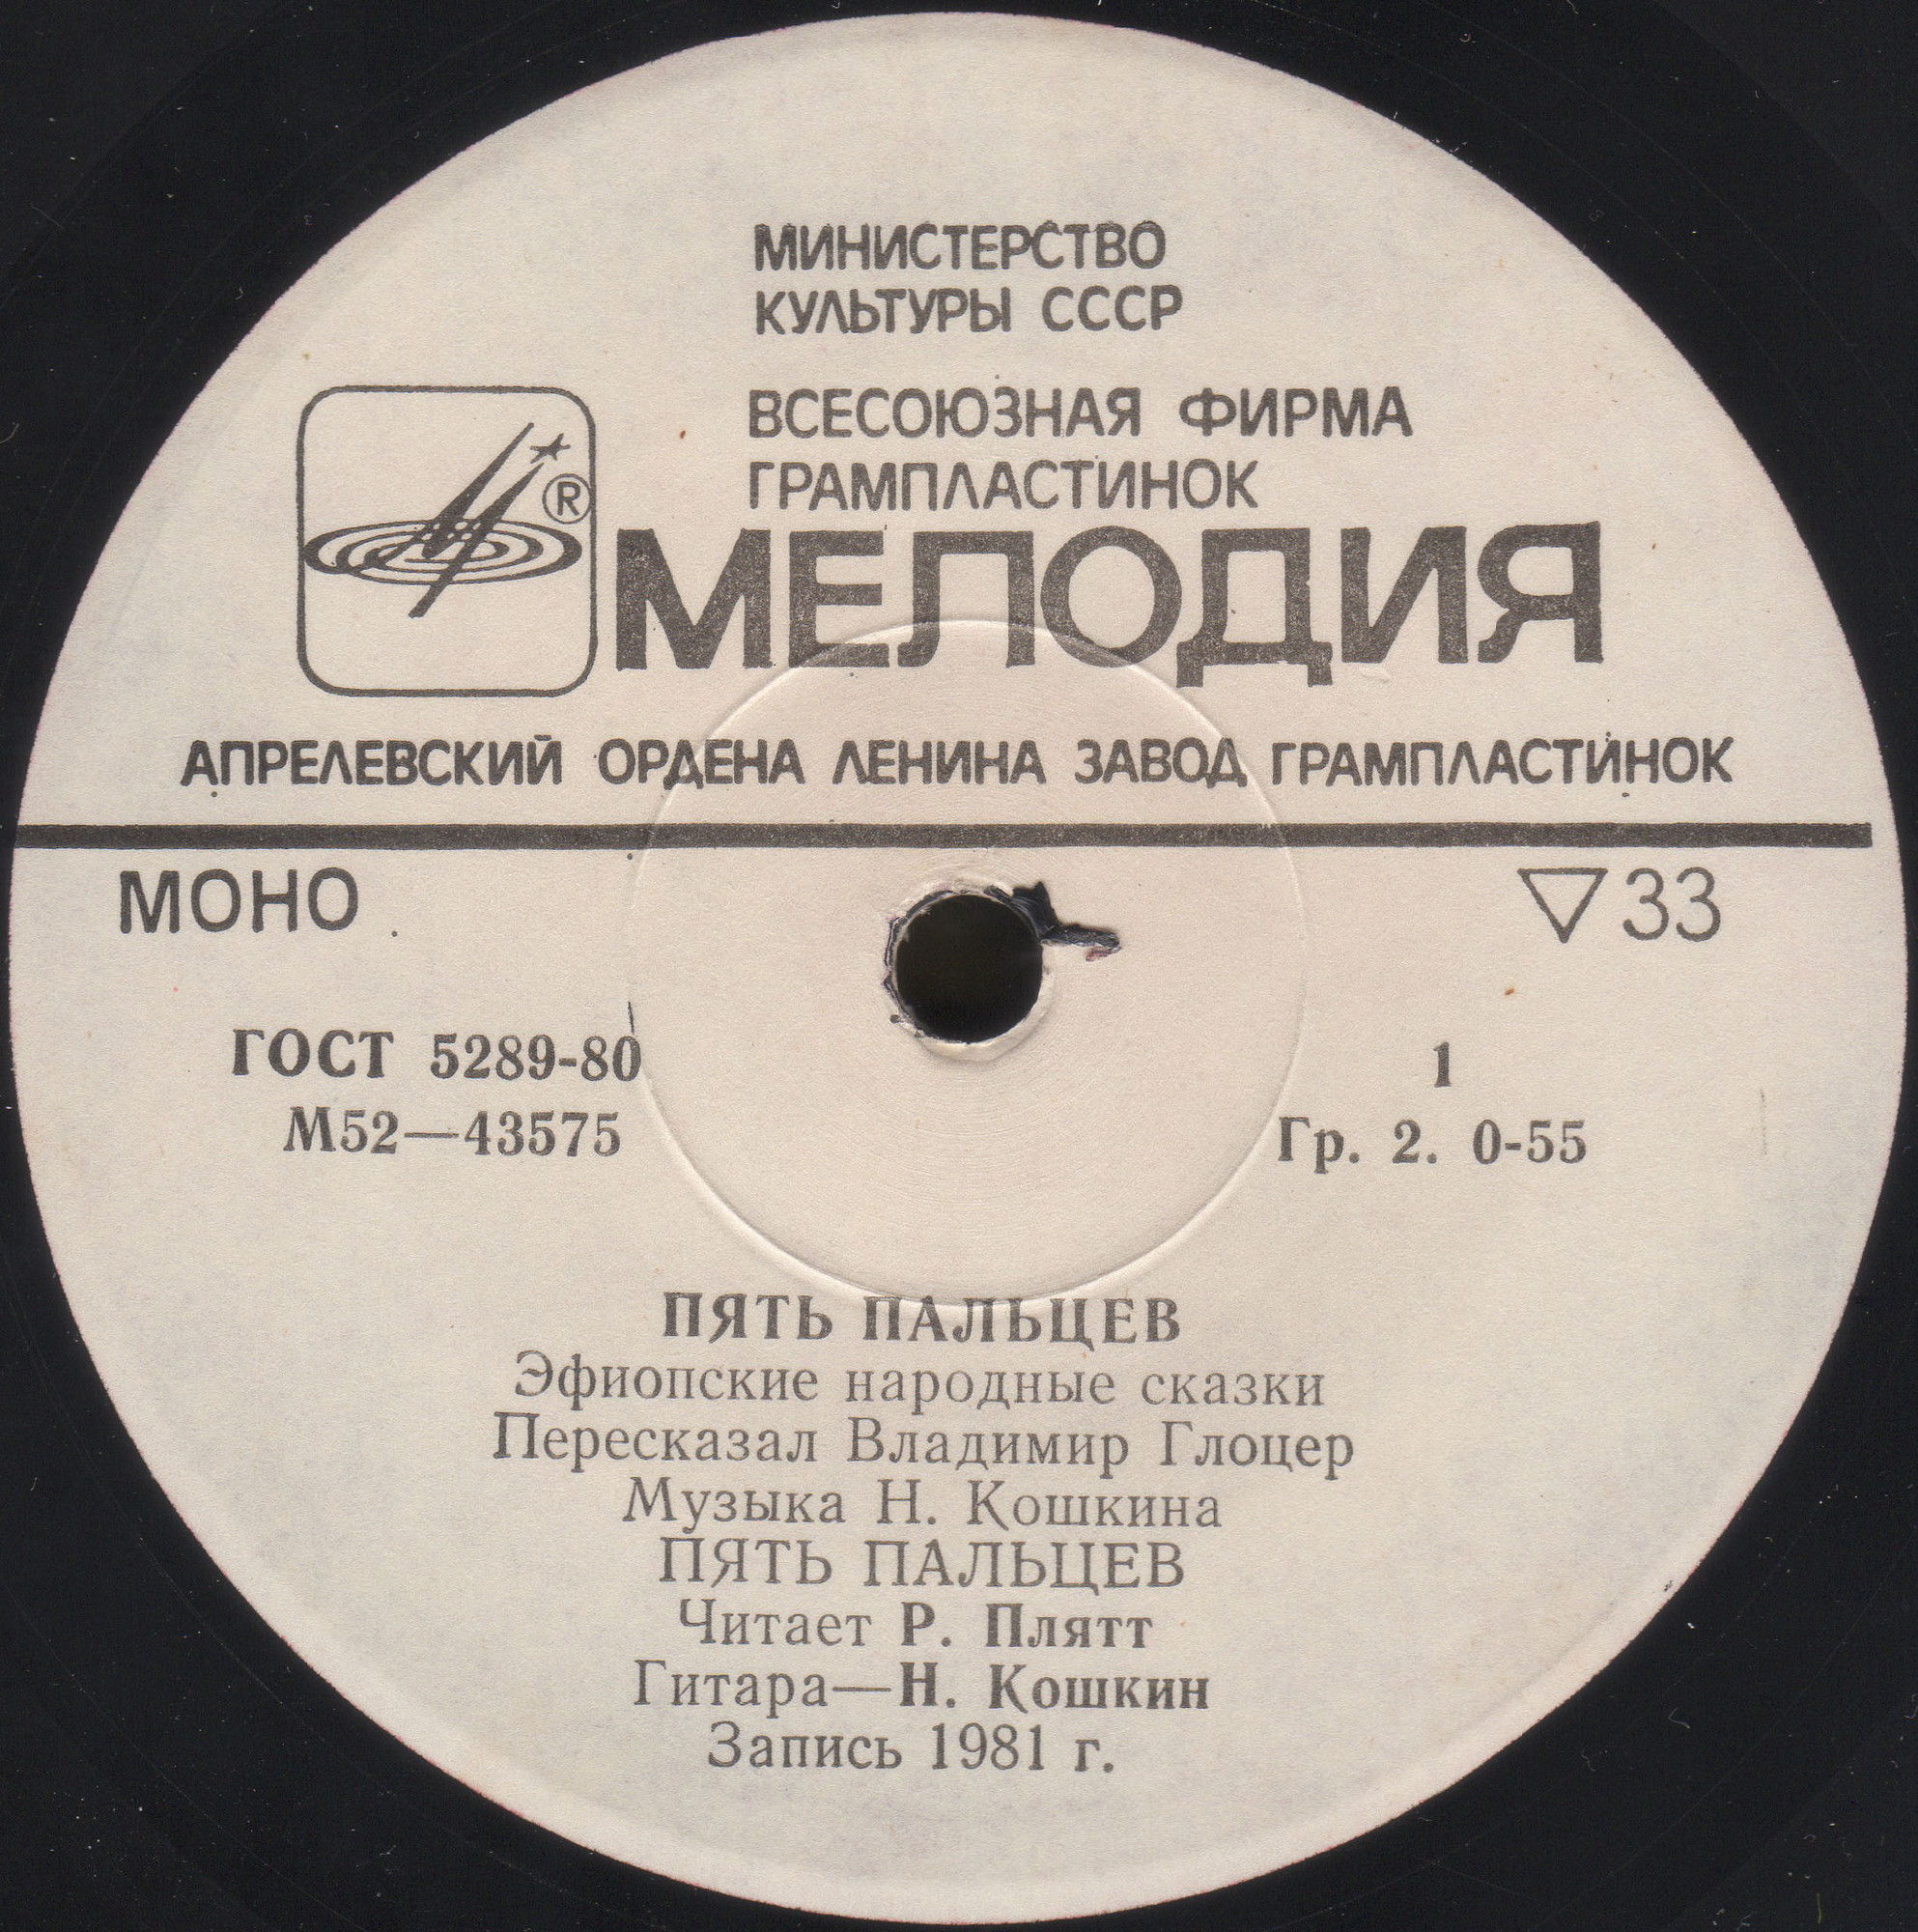 МИНИСТЕРСТВО
КУЛЬТУРЫ СССР
ВСЕСОЮЗНАЯ ФИРМА
ГРАМПЛАСТИНОК
®
МЕЛОДИЯ
АПРЕЛЕВСКИЙ ОРДЕНА ЛЕНИНА ЗАВОД ГРАМПЛАСТИНОК
МОНО
▽33
ГОСТ 5289-80
М52—43575
1
Гр. 2. 0-55
ПЯТЬ ПАЛЬЦЕВ
Эфиопские народные сказки
Пересказал Владимир Глоцер
Музыка Н. Кошкина
ПЯТЬ ПАЛЬЦЕВ
Читает Р. Плятт
Гитара—Н. Кошкин
Запись 1981 г.